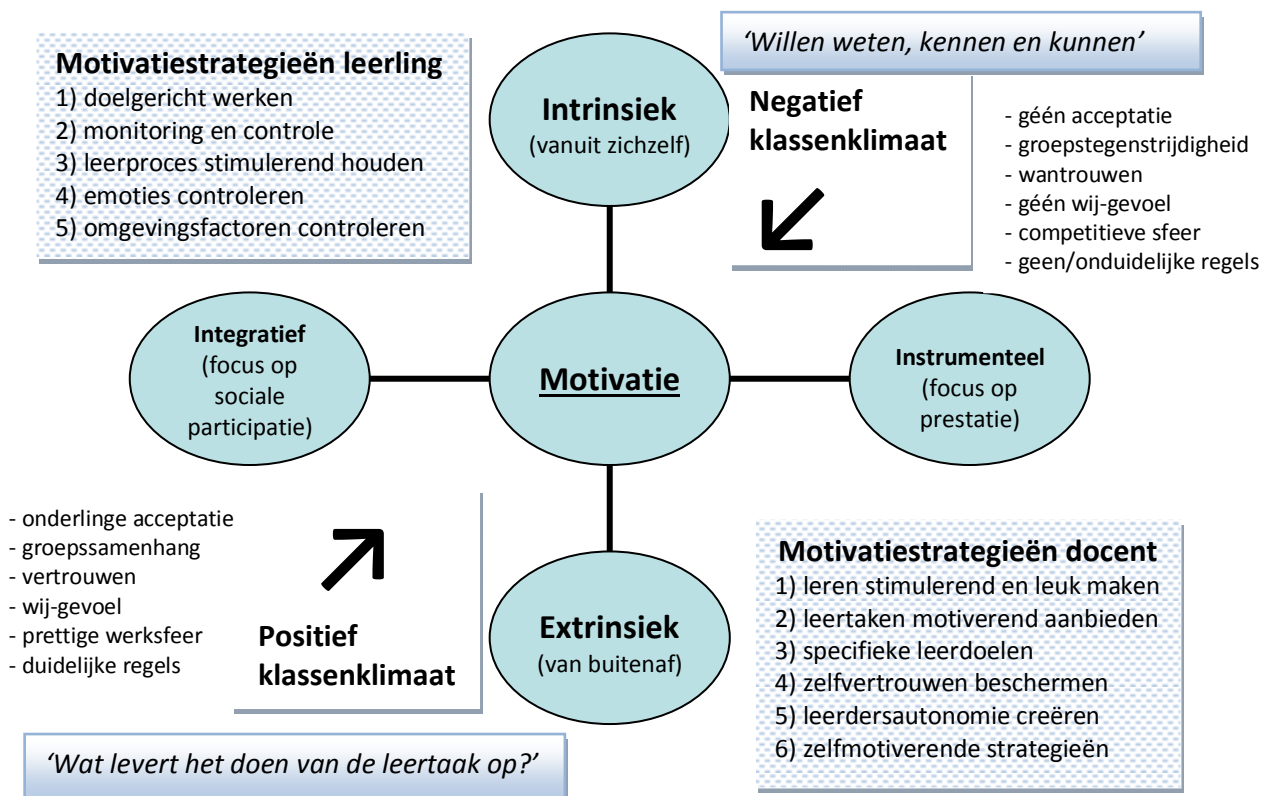 ‘Willen weten, kennen en kunnen’
Motivatiestrategieën leerling
1) doelgericht werken
2) monitoring en controle
3) leerproces stimulerend houden
4) emoties controleren
5) omgevingsfactoren controleren
Intrinsiek
(vanuit zichzelf)
Negatief
klassenklimaat
- géén acceptatie
- groepstegenstrijdigheid
- wantrouwen
- géén wij-gevoel
- competitieve sfeer
- geen/onduidelijke regels
Integratief
(focus op
sociale
participatie)
Motivatie
Instrumenteel
(focus op
prestatie)
- onderlinge acceptatie
- groepssamenhang
- vertrouwen
- wij-gevoel
- prettige werksfeer
- duidelijke regels
Positief
klassenklimaat
Extrinsiek
(van buitenaf)
Motivatiestrategieën docent
1) leren stimulerend en leuk maken
2) leertaken motiverend aanbieden
3) specifieke leerdoelen
4) zelfvertrouwen beschermen
5) leerdersautonomie creëren
6) zelfmotiverende strategieën
‘Wat levert het doen van de leertaak op?’